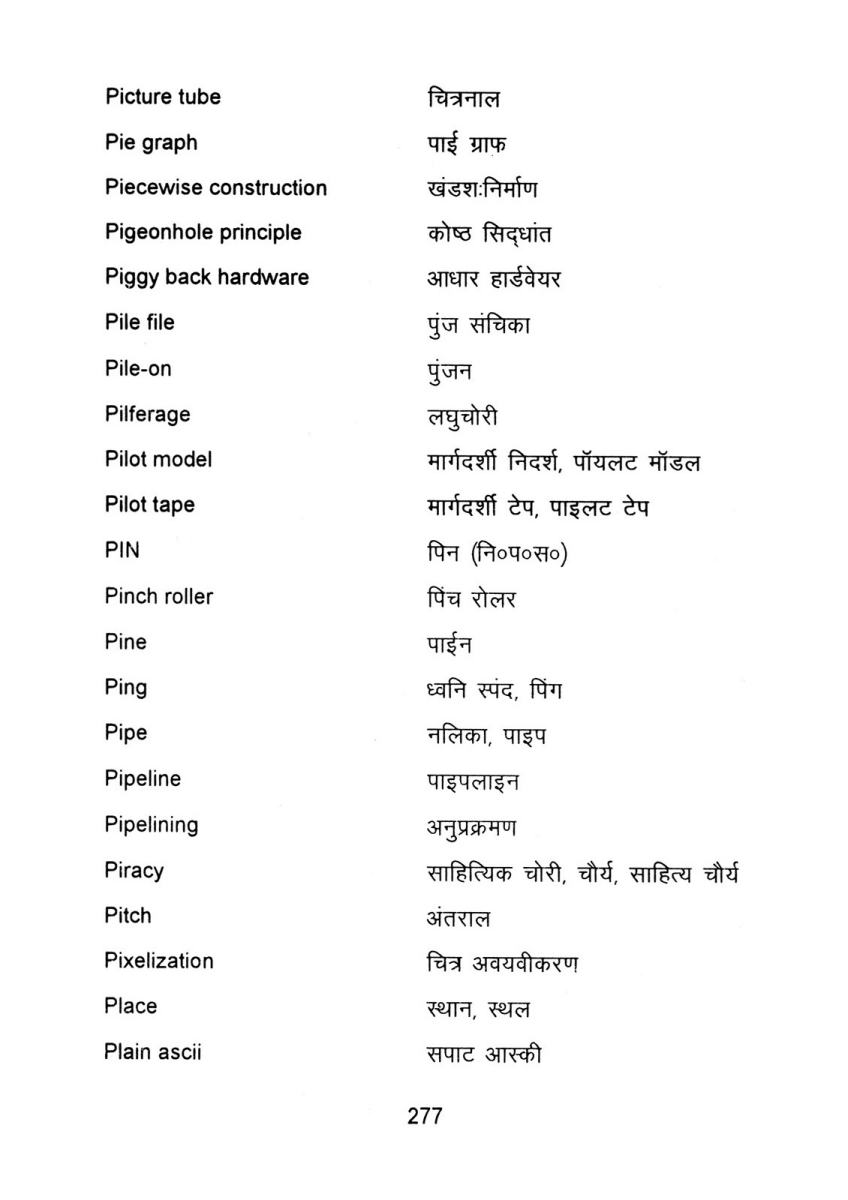 Picture tube चित्रनाल
Pie graph पाई ग्राफ
Piecewise construction खंडशःनिर्माण
Pigeonhole principle कोष्ठ सिद्‌धांत
Piggy back hardware आधार हार्डवेयर
Pile file पुंज संचिका
Pile-on पुंजन
Pilferage लघुचोरी
Pilot model मार्गदर्शी निदर्श, पॉयलट मॉडल
Pilot tape मार्गदर्शी टेप, पाइलट टेप
PIN पिन (नि०प०स०)
Pinch roller पिंच रोलर
Pine पाईन
Ping ध्वनि स्पंद, पिंग
Pipe नलिका, पाइप
Pipeline पाइपलाइन
Pipelining अनुप्रक्रमण
Piracy साहित्यिक चोरी, चौर्य, साहित्य चौर्य
Pitch अंतराल
Pixelization चित्र अवयवीकरण
Place स्थान, स्थल
Plain ascii सपाट आस्की
277